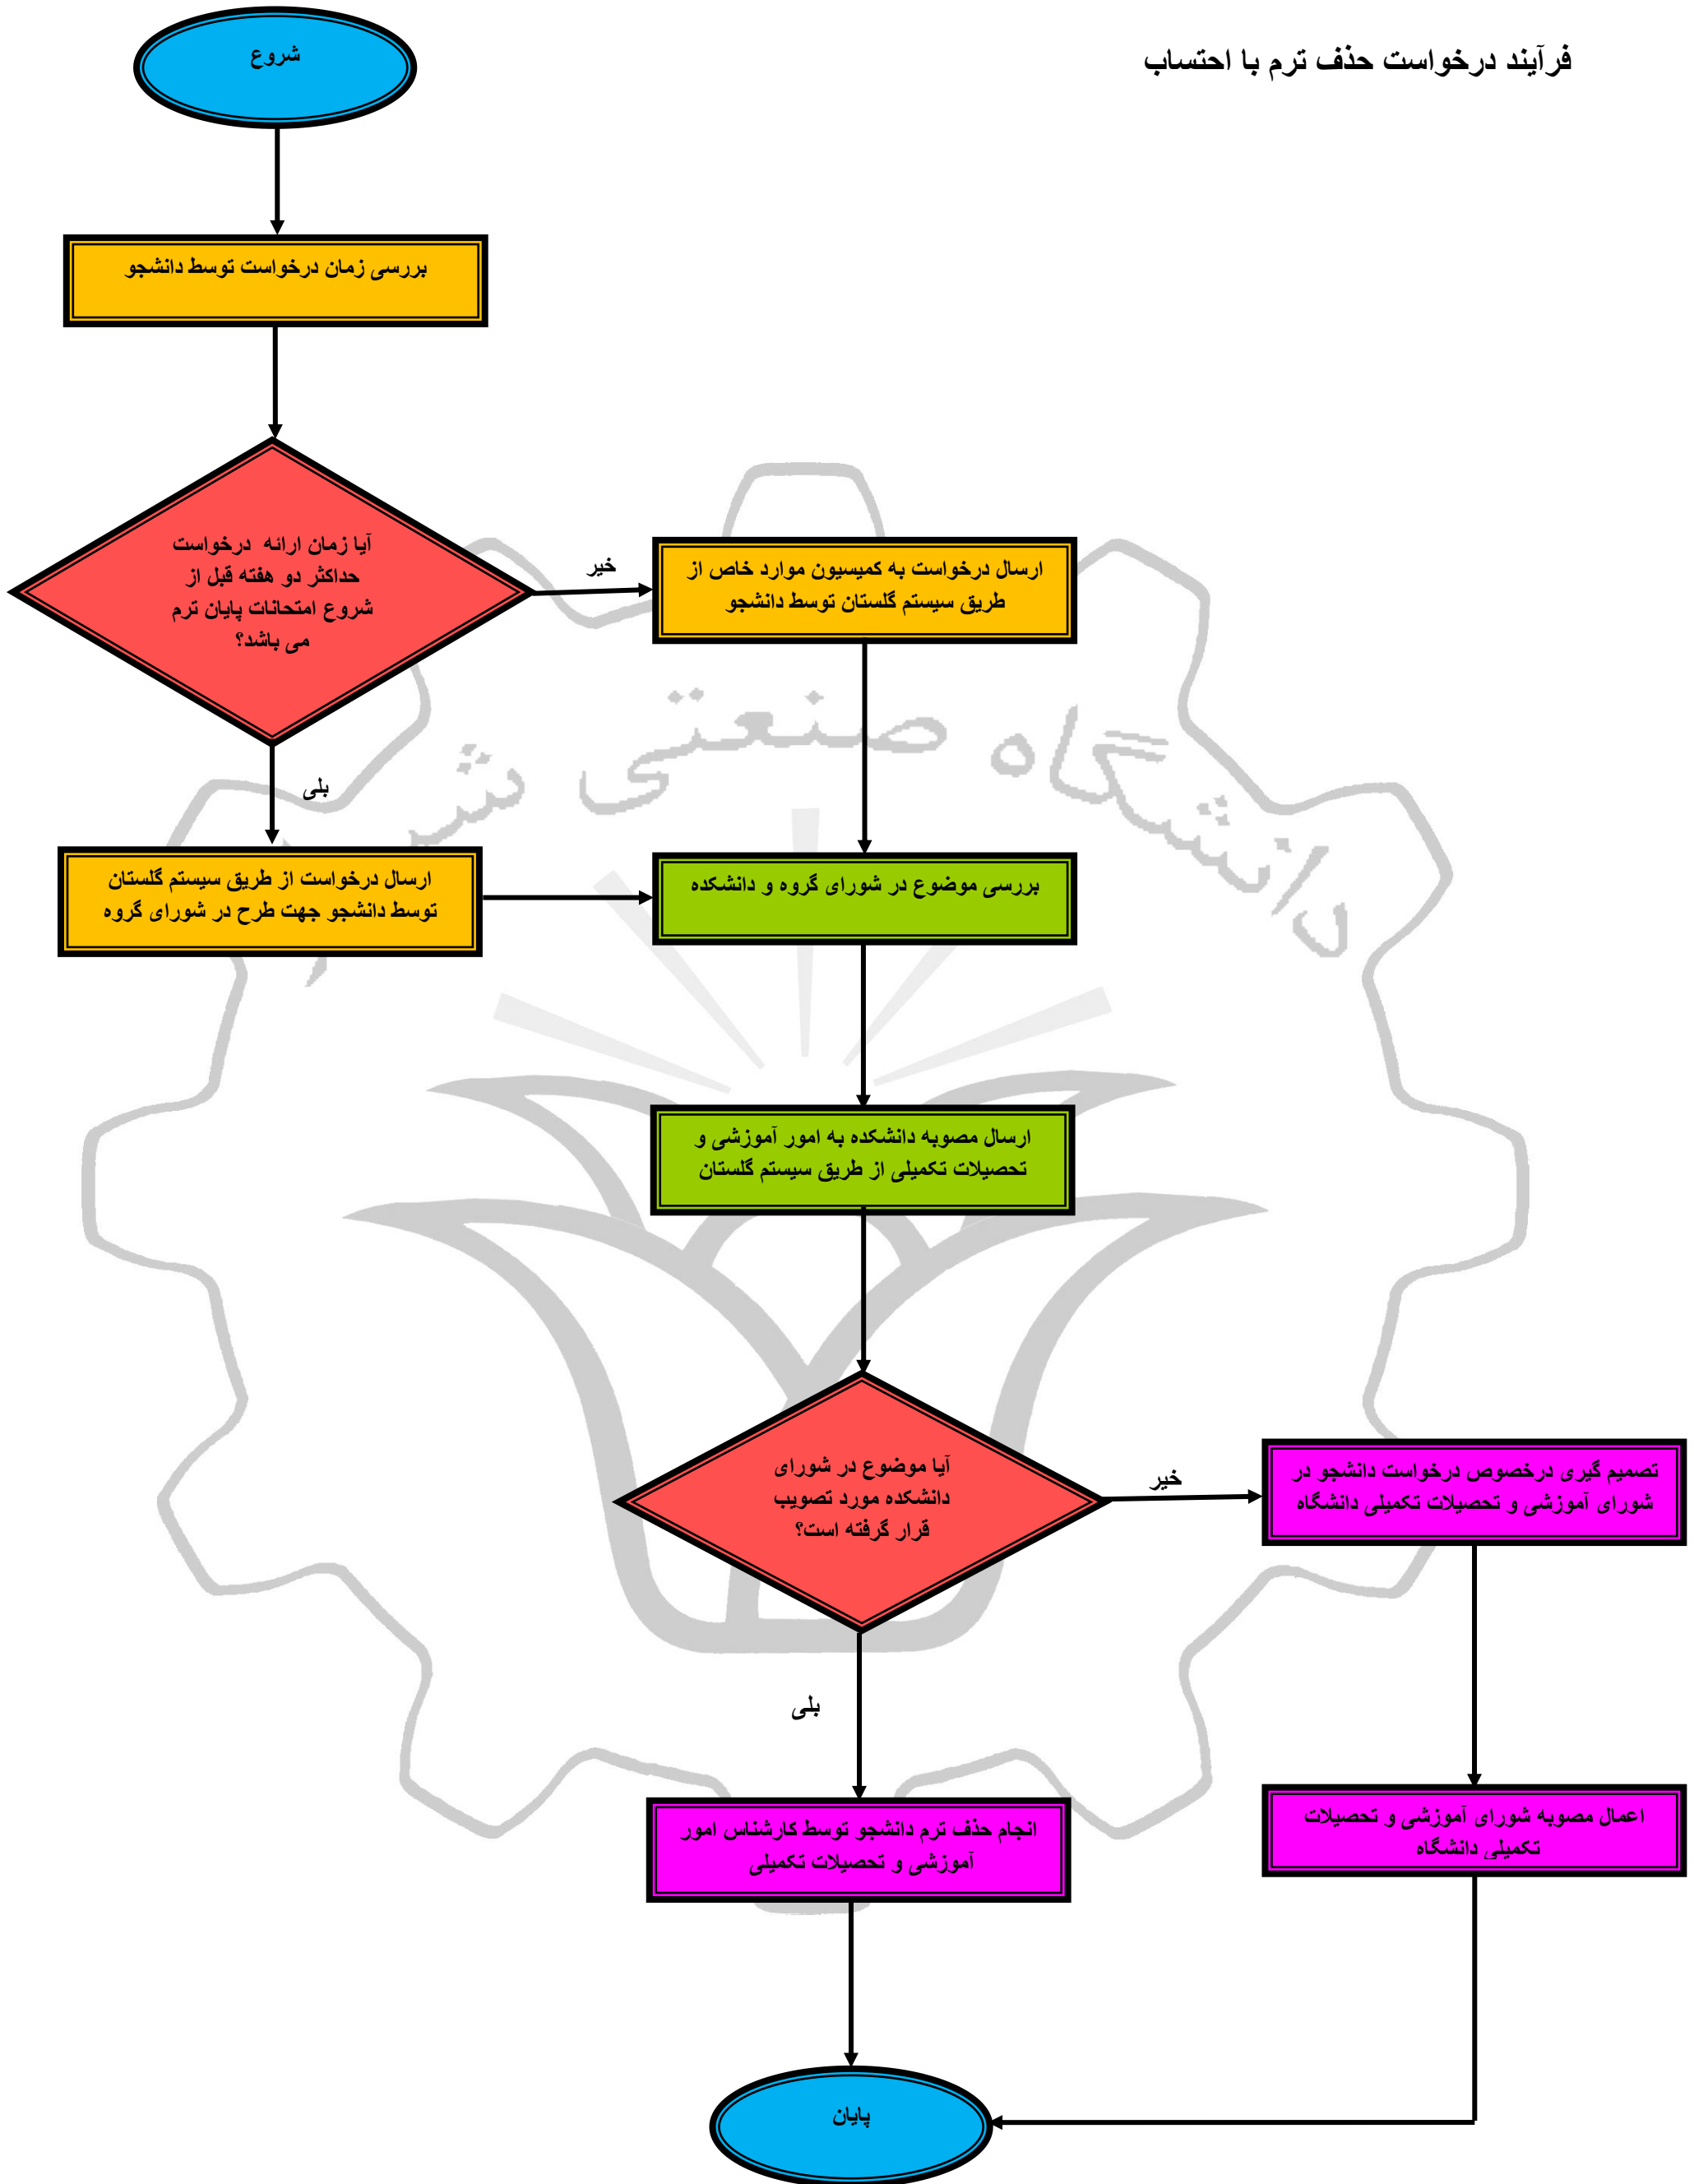 فرآیند درخواست حذف ترم با احتساب
شروع
بررسی زمان درخواست توسط دانشجو
آیا زمان ارائه درخواست
حداکثر دو هفته قبل از
شروع امتحانات پایان ترم
می باشد؟
خیر
ارسال درخواست به کمیسیون موارد خاص از
طریق سیستم گلستان توسط دانشجو
بلی
ارسال درخواست از طریق سیستم گلستان
توسط دانشجو جهت طرح در شورای گروه
بررسی موضوع در شورای گروه و دانشکده
ارسال مصوبه دانشکده به امور آموزشی و
تحصیلات تکمیلی از طریق سیستم گلستان
آیا موضوع در شورای
دانشکده مورد تصویب
قرار گرفته است؟
خیر
تصمیم گیری درخصوص درخواست دانشجو در
شورای آموزشی و تحصیلات تکمیلی دانشگاه
بلی
انجام حذف ترم دانشجو توسط کارشناس امور
آموزشی و تحصیلات تکمیلی
اعمال مصوبه شورای آموزشی و تحصیلات
تکمیلی دانشگاه
پایان
دانشگاه صنعتی